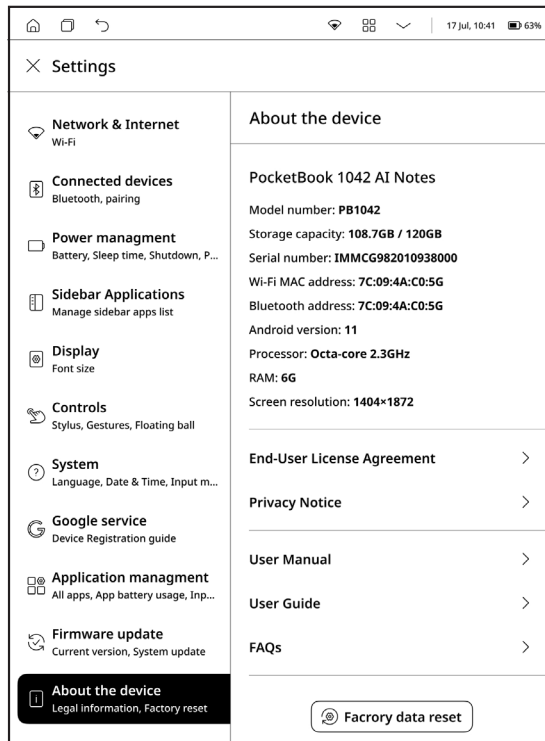 17 Jul, 10:41 63%
Settings
Network & Internet
Wi-Fi
Connected devices
Bluetooth, pairing
Power managment
Battery, Sleep time, Shutdown, P...
Sidebar Applications
Manage sidebar apps list
Display
Font size
Controls
Stylus, Gestures, Floating ball
System
Language, Date & Time, Input m...
Google service
Device Registration guide
Application managment
All apps, App battery usage, Inp...
Firmware update
Current version, System update
About the device
Legal information, Factory reset
About the device
PocketBook 1042 AI Notes
Model number: PB1042
Storage capacity: 108.7GB / 120GB
Serial number: IMMCG982010938000
Wi-Fi MAC address: 7C:09:4A:C0:5G
Bluetooth address: 7C:09:4A:C0:5G
Android version: 11
Processor: Octa-core 2.3GHz
RAM: 6G
Screen resolution: 1404×1872
End-User License Agreement
Privacy Notice
User Manual
User Guide
FAQs
Facrory data reset